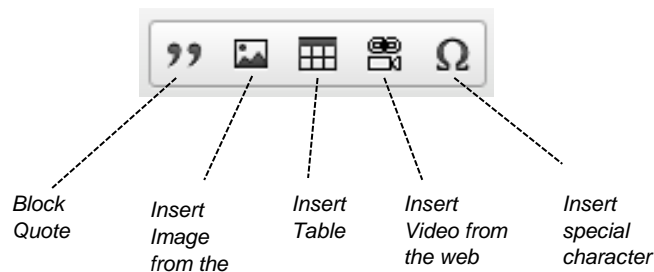 Block
Quote
Insert
Image
from the
Insert
Table
Insert
Video from
the web
Insert
special
character